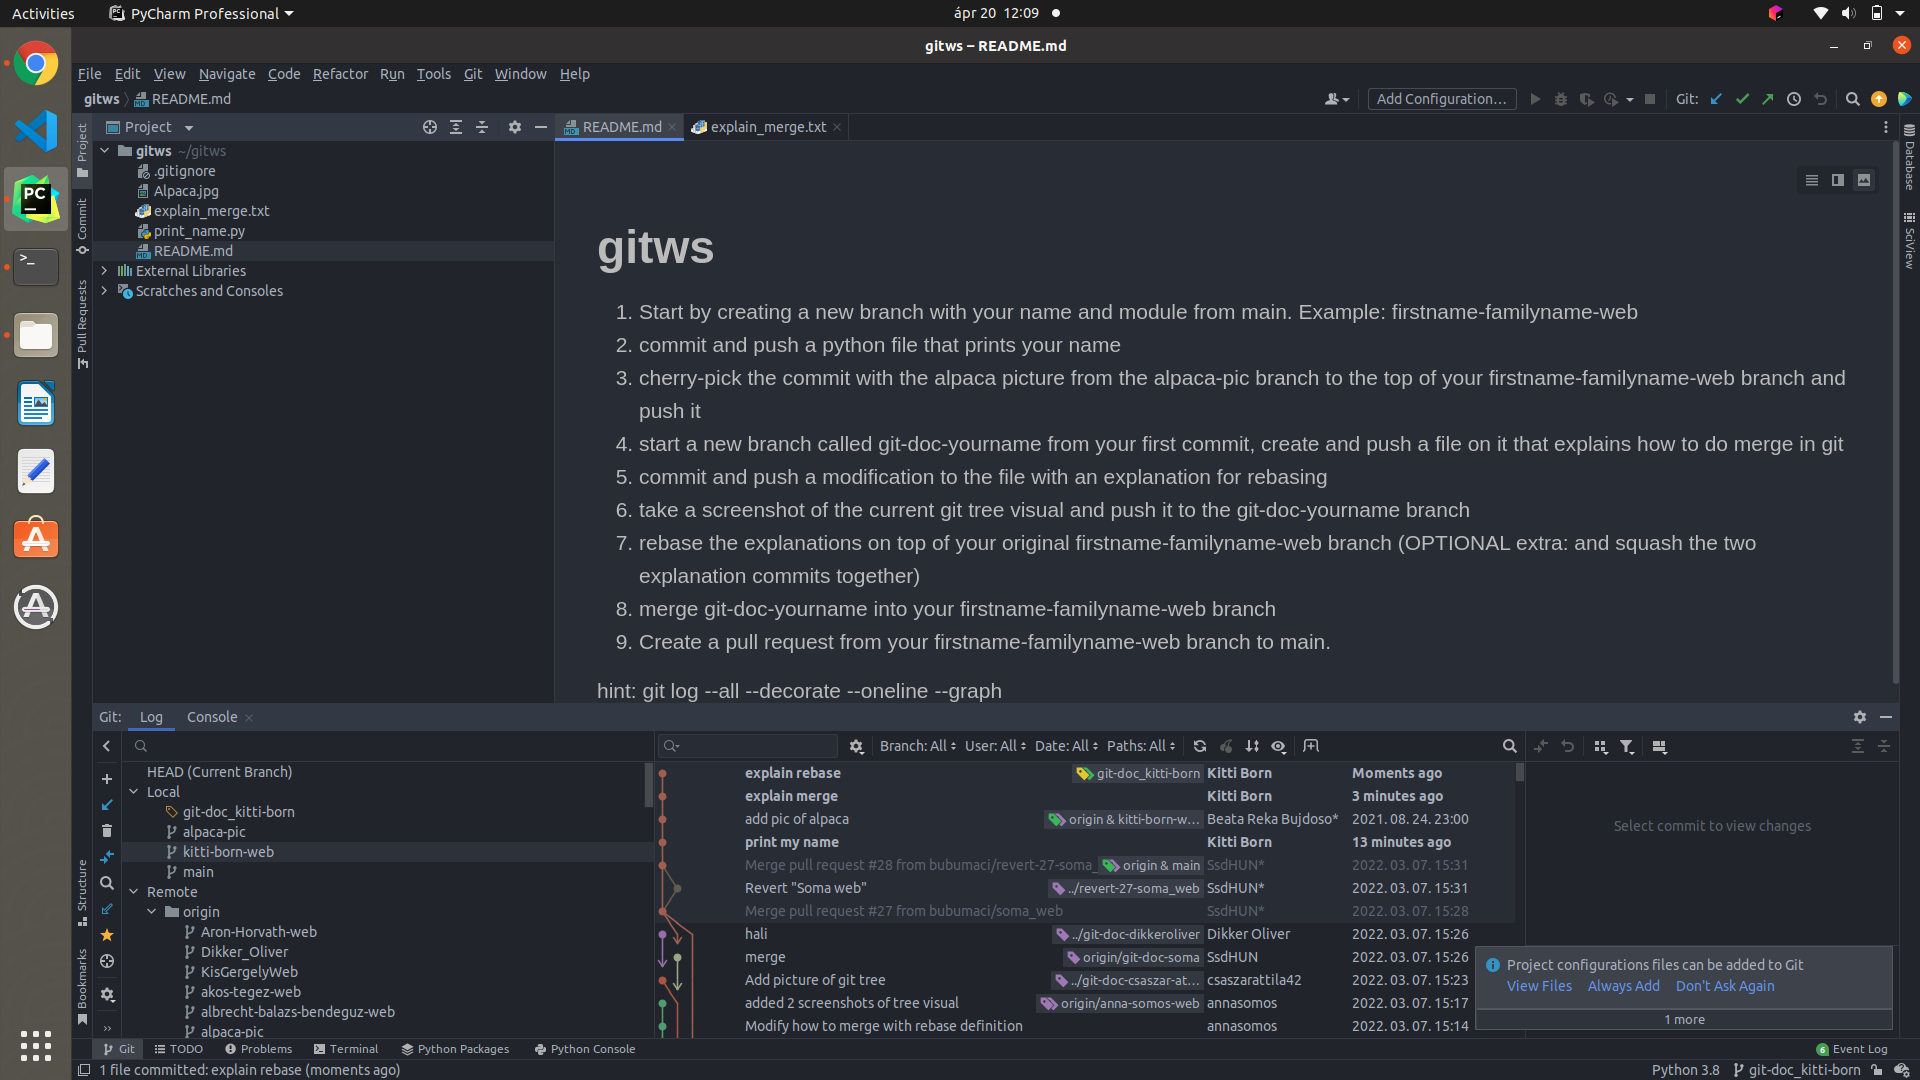 Activities
PyCharm Professional
ápr 20 12:09
gitws – README.md
File Edit View Navigate Code Refactor Run Tools Git Window Help
gitws README.md
Add Configuration...
Git:
Project
README.md
explain_merge.txt
gitws ~/gitws
.gitignore
Alpaca.jpg
explain_merge.txt
print_name.py
README.md
External Libraries
Scratches and Consoles
Project
Commit
Pull Requests
Structure
Bookmarks
Database
SciView
PC
gitws
1. Start by creating a new branch with your name and module from main. Example: firstname-familyname-web
2. commit and push a python file that prints your name
3. cherry-pick the commit with the alpaca picture from the alpaca-pic branch to the top of your firstname-familyname-web branch and
push it
4. start a new branch called git-doc-yourname from your first commit, create and push a file on it that explains how to do merge in git
5. commit and push a modification to the file with an explanation for rebasing
6. take a screenshot of the current git tree visual and push it to the git-doc-yourname branch
7. rebase the explanations on top of your original firstname-familyname-web branch (OPTIONAL extra: and squash the two
explanation commits together)
8. merge git-doc-yourname into your firstname-familyname-web branch
9. Create a pull request from your firstname-familyname-web branch to main.
hint: git log --all --decorate --oneline --graph
Git: Log Console
HEAD (Current Branch)
Local
git-doc_kitti-born
alpaca-pic
kitti-born-web
main
Remote
origin
Aron-Horvath-web
Dikker_Oliver
KisGergelyWeb
akos-tegez-web
albrecht-balazs-bendeguz-web
alpaca-pic
Branch: All User: All Date: All Paths: All
explain rebase git-doc_kitti-born Kitti Born Moments ago
explain merge Kitti Born 3 minutes ago
add pic of alpaca origin & kitti-born-w... Beata Reka Bujdoso* 2021. 08. 24. 23:00
print my name Kitti Born 13 minutes ago
Merge pull request #28 from bubumaci/revert-27-soma_ origin & main SsdHUN* 2022. 03. 07. 15:31
Revert "Soma web" ../revert-27-soma_web SsdHUN* 2022. 03. 07. 15:31
Merge pull request #27 from bubumaci/soma_web SsdHUN* 2022. 03. 07. 15:28
hali ../git-doc-dikkeroliver Dikker Oliver 2022. 03. 07. 15:26
merge origin/git-doc-soma SsdHUN 2022. 03. 07. 15:26
Add picture of git tree ../git-doc-csaszar-at... csaszarattila42 2022. 03. 07. 15:23
added 2 screenshots of tree visual origin/anna-somos-web annasomos 2022. 03. 07. 15:17
Modify how to merge with rebase definition annasomos 2022. 03. 07. 15:14
Select commit to view changes
Project configurations files can be added to Git
View Files Always Add Don't Ask Again
1 more
Git TODO Problems Terminal Python Packages Python Console
6 Event Log
1 file committed: explain rebase (moments ago)
Python 3.8 git-doc_kitti-born